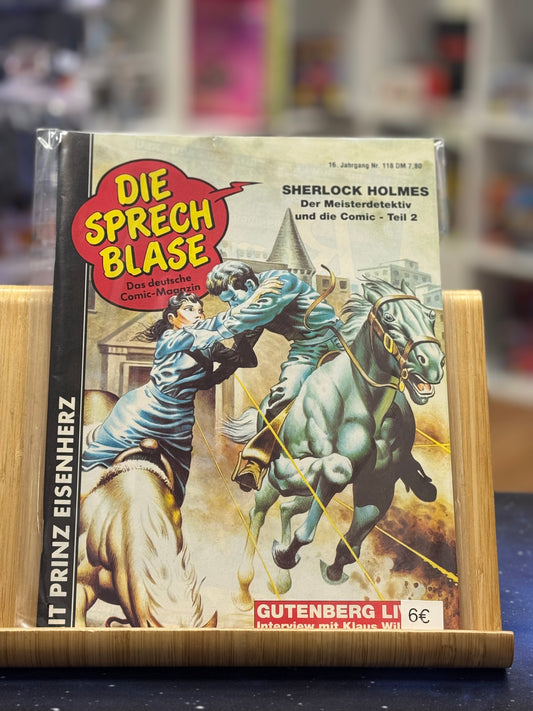 16. Jahrgang Nr. 118 DM 7,80
DIE
SPRECH
BLASE
Das deutsche
Comic-Magazin
SHERLOCK HOLMES
Der Meisterdetektiv
und die Comic - Teil 2
IT PRINZ EISENHERZ
GUTENBERG LI
Interview mit Klaus Wil
6€